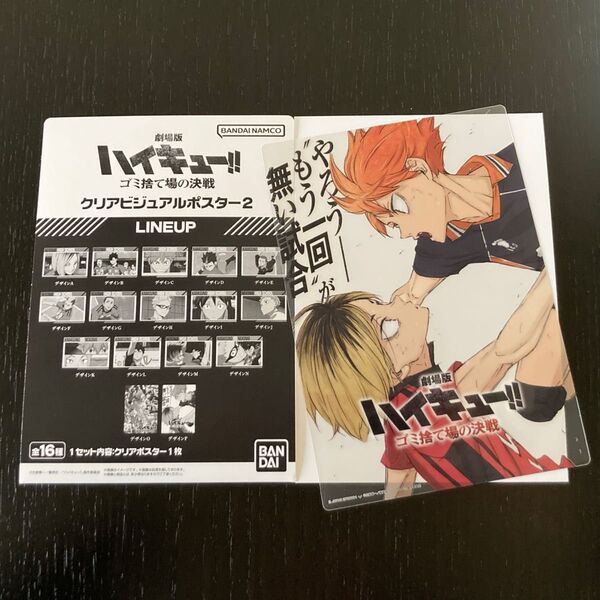 BANDAI NAMCO
劇場版
ハイキュー!!
ゴミ捨て場の決戦
クリアビジュアルポスター2
LINEUP
デザインA
デザインB
デザインC
デザインD
デザインE
デザインF
デザインG
デザインH
デザインI
デザインJ
デザインK
デザインL
デザインM
デザインN
デザインO
デザインP
全16種
1セット内容:クリアポスター1枚
BAN
DAI
やろう——
“もう一回”が
無い試合
劇場版
ハイキュー!!
ゴミ捨て場の決戦